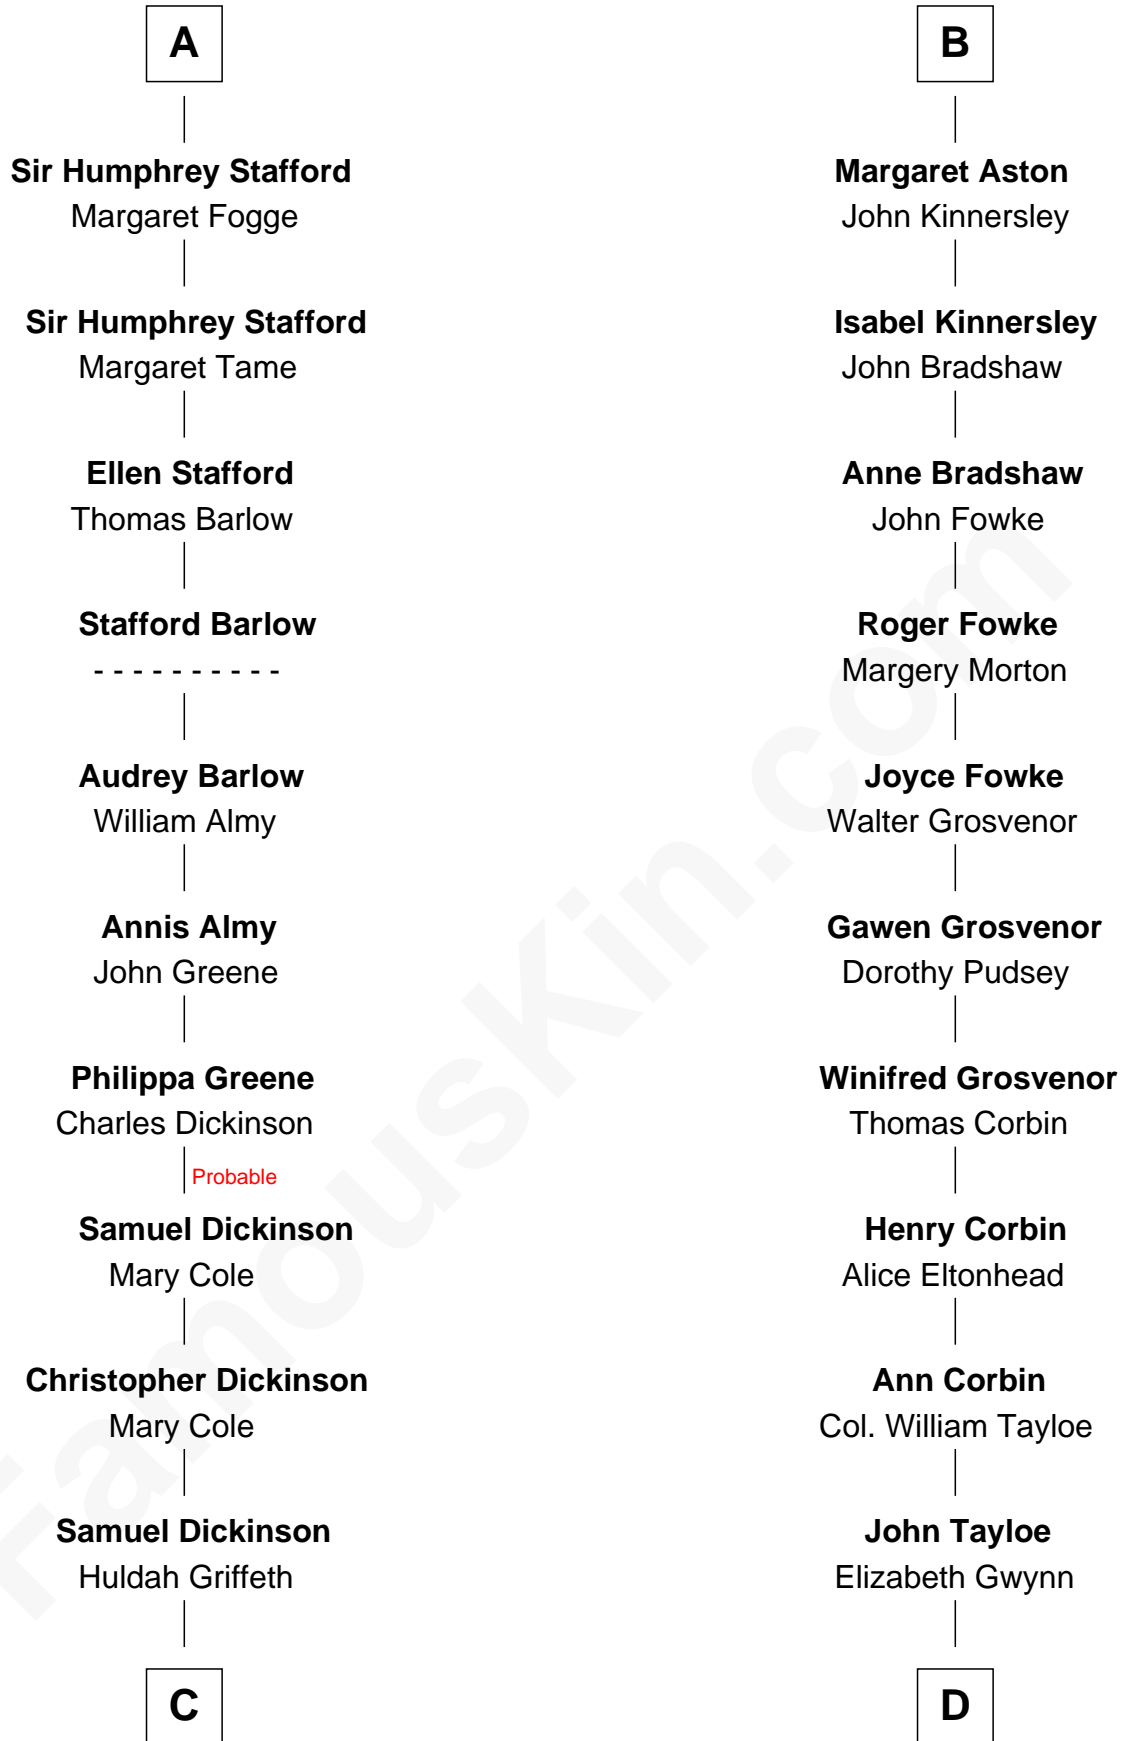 A
Sir Humphrey Stafford
Margaret Fogge
Sir Humphrey Stafford
Margaret Tame
Ellen Stafford
Thomas Barlow
Stafford Barlow
- - - - - - - - - -
Audrey Barlow
William Almy
Annis Almy
John Greene
Philippa Greene
Charles Dickinson
Probable
Samuel Dickinson
Mary Cole
Christopher Dickinson
Mary Cole
Samuel Dickinson
Huldah Griffeth
C
B
Margaret Aston
John Kinnersley
Isabel Kinnersley
John Bradshaw
Anne Bradshaw
John Fowke
Roger Fowke
Margery Morton
Joyce Fowke
Walter Grosvenor
Gawen Grosvenor
Dorothy Pudsey
Winifred Grosvenor
Thomas Corbin
Henry Corbin
Alice Eltonhead
Ann Corbin
Col. William Tayloe
John Tayloe
Elizabeth Gwynn
D
FamousKin.com